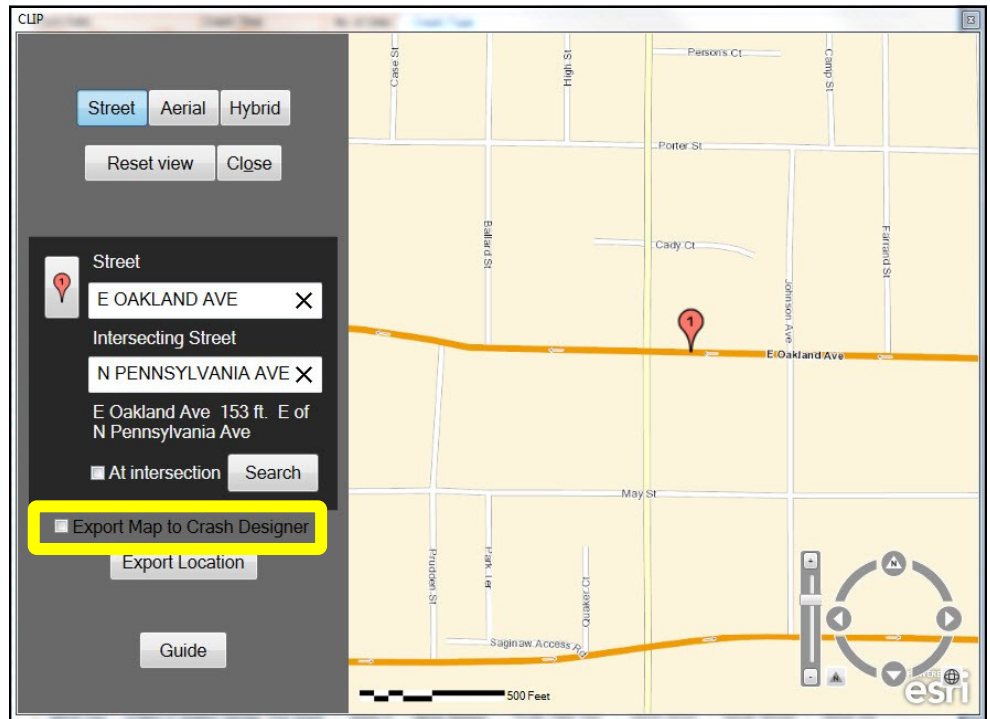 CLIP
Street Aerial Hybrid
Reset view Close
Street
1
E OAKLAND AVE
Intersecting Street
N PENNSYLVANIA AVE
E Oakland Ave 153 ft. E of
N Pennsylvania Ave
At intersection Search
Export Map to Crash Designer
Export Location
Guide
Case St
High St
Persons Ct
Camp St
Porter St
Ballard St
Cady Ct
Farrand St
Johnson Ave
1
E Oakland Ave
May St
Prudden St
Park Ter
Quaker Ct
Saginaw Access Rd
500 Feet
+
N
-
esri